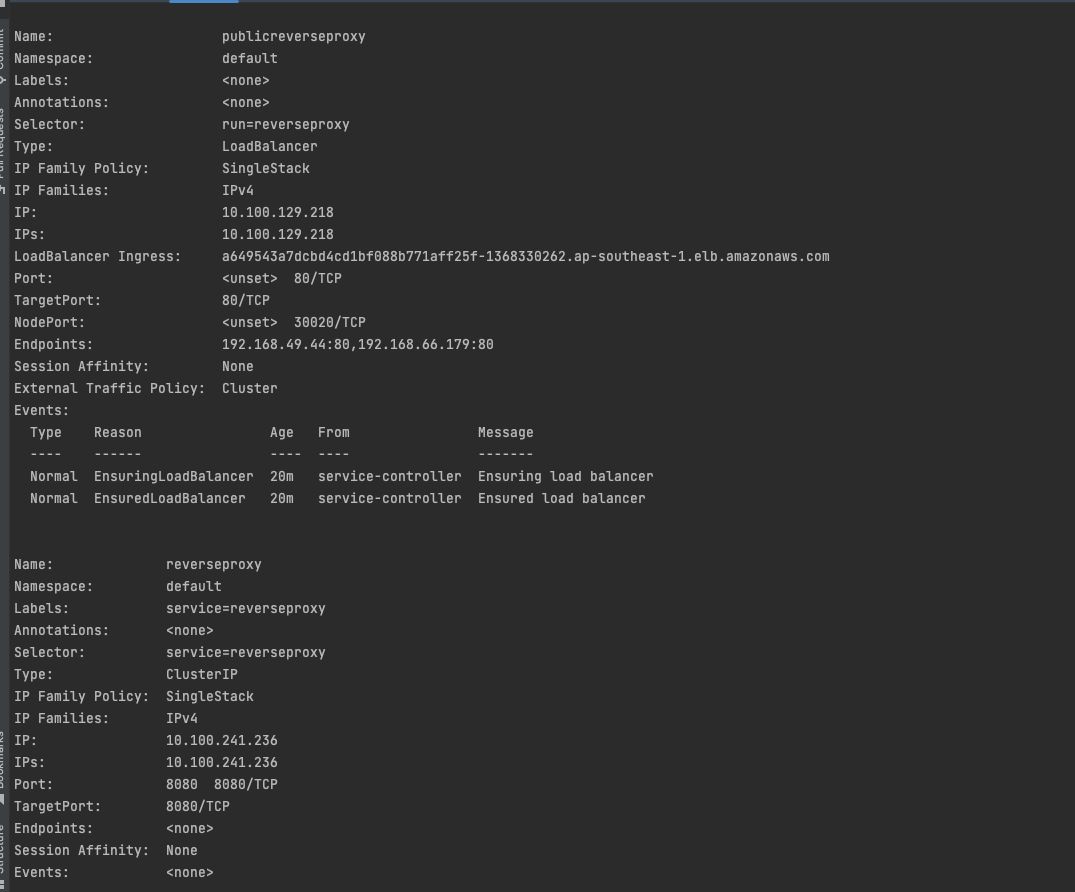 Name: publicreverseproxy
Namespace: default
Labels: <none>
Annotations: <none>
Selector: run=reverseproxy
Type: LoadBalancer
IP Family Policy: SingleStack
IP Families: IPv4
IP: 10.100.129.218
IPs: 10.100.129.218
LoadBalancer Ingress: a649543a7dcbd4cd1bf088b771aff25f-1368330262.ap-southeast-1.elb.amazonaws.com
Port: <unset> 80/TCP
TargetPort: 80/TCP
NodePort: <unset> 30020/TCP
Endpoints: 192.168.49.44:80,192.168.66.179:80
Session Affinity: None
External Traffic Policy: Cluster
Events:
Type Reason Age From Message
---- ------ ---- ---- -------
Normal EnsuringLoadBalancer 20m service-controller Ensuring load balancer
Normal EnsuredLoadBalancer 20m service-controller Ensured load balancer
Name: reverseproxy
Namespace: default
Labels: service=reverseproxy
Annotations: <none>
Selector: service=reverseproxy
Type: ClusterIP
IP Family Policy: SingleStack
IP Families: IPv4
IP: 10.100.241.236
IPs: 10.100.241.236
Port: 8080 8080/TCP
TargetPort: 8080/TCP
Endpoints: <none>
Session Affinity: None
Events: <none>